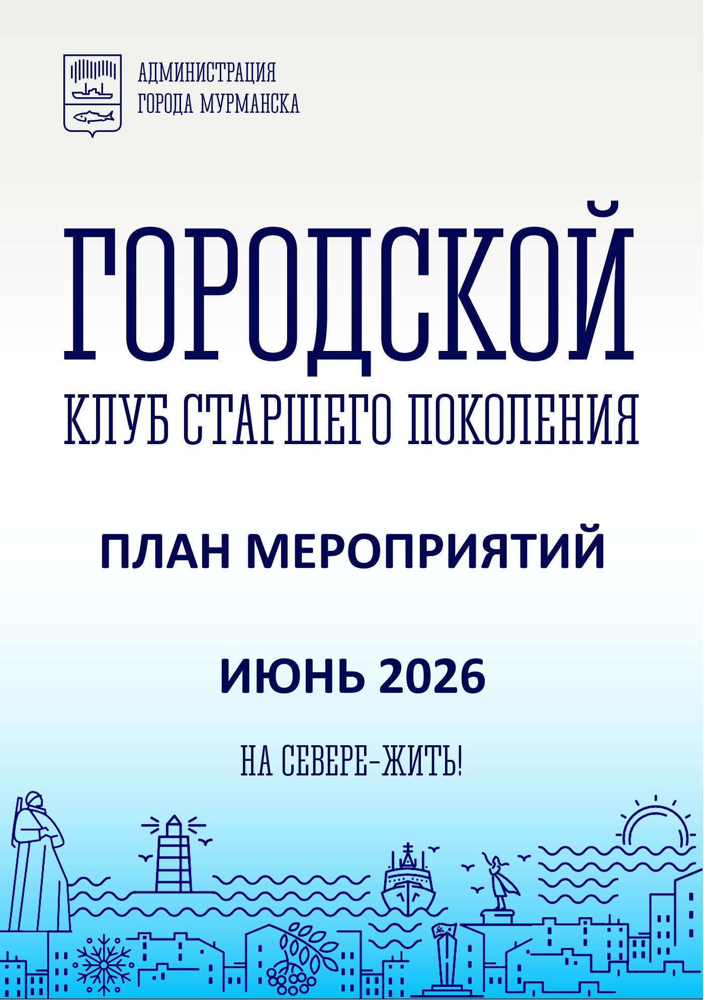 АДМИНИСТРАЦИЯ
ГОРОДА МУРМАНСКА
ГОРОДСКОЙ
КЛУБ СТАРШЕГО ПОКОЛЕНИЯ
ПЛАН МЕРОПРИЯТИЙ
ИЮНЬ 2026
НА СЕВЕРЕ-ЖИТЬ!